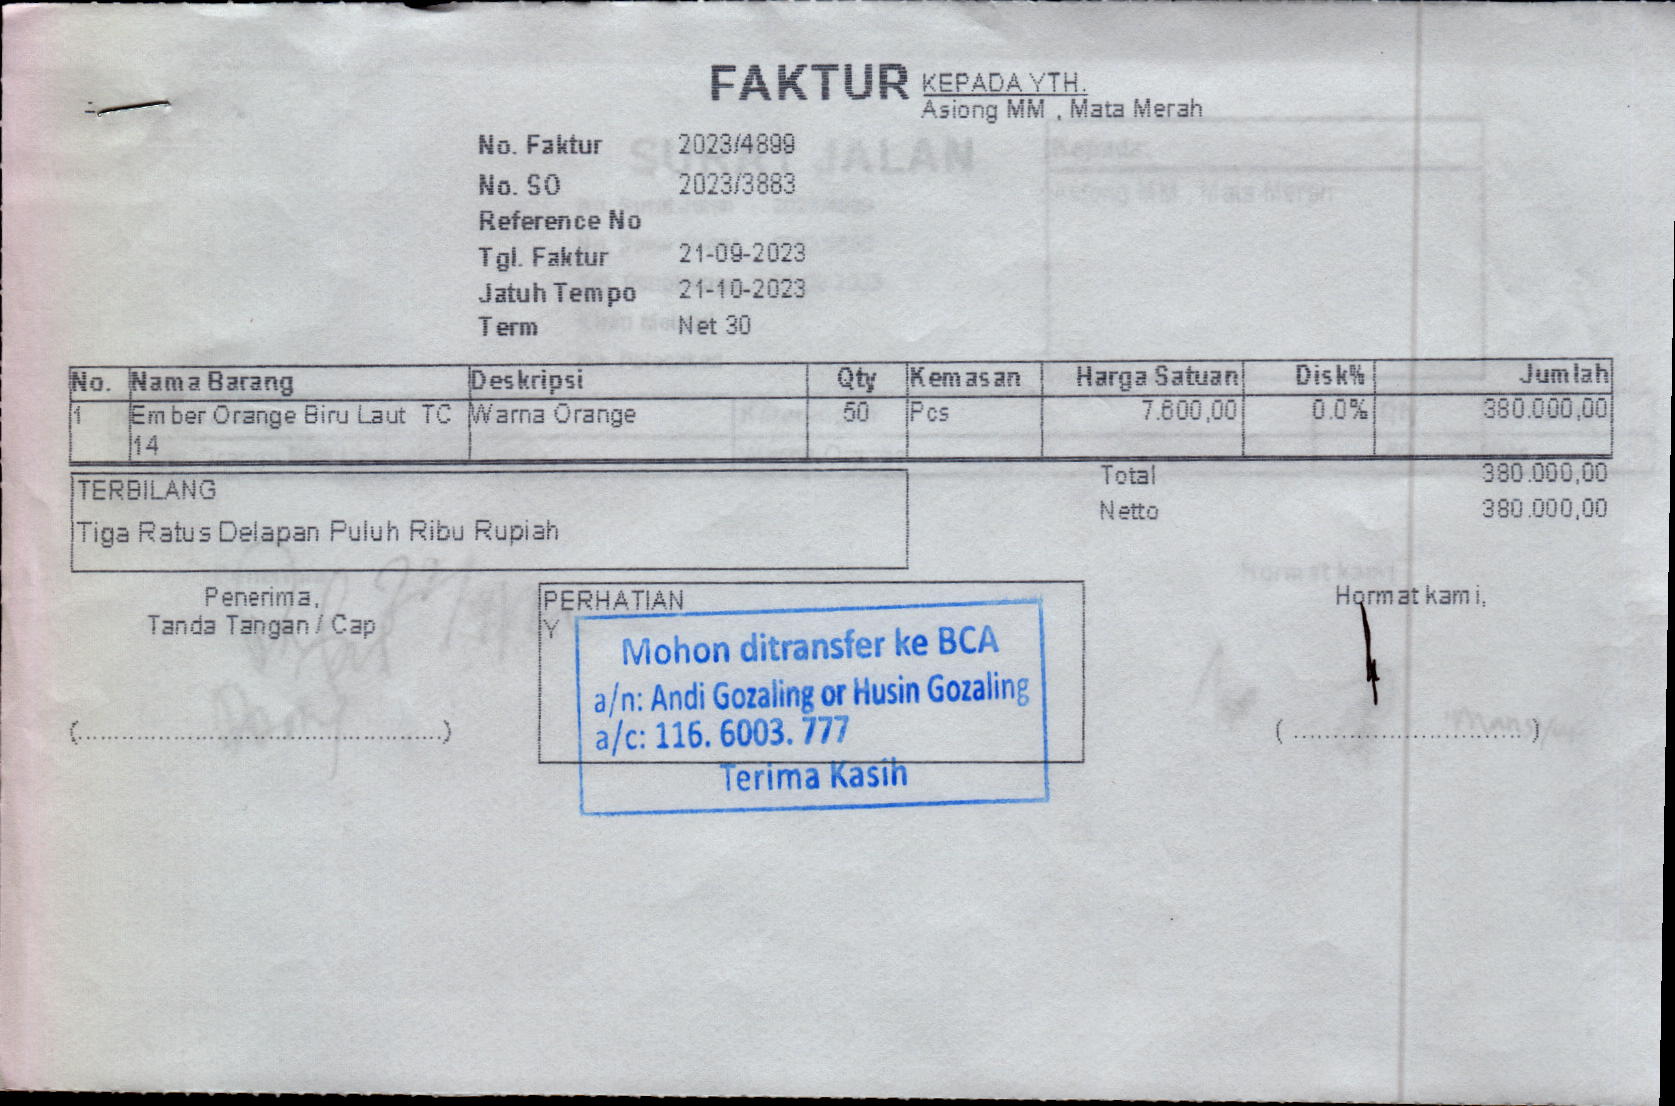 FAKTUR
KEPADA YTH.
Asiong MM , Mata Merah
No. Faktur 2023/4899
No. SO 2023/3883
Reference No
Tgl. Faktur 21-09-2023
Jatuh Tempo 21-10-2023
Term Net 30
No. Nama Barang Deskripsi Qty Kemasan Harga Satuan Disk% Jumlah
1 Ember Orange Biru Laut TC Warna Orange 50 Pcs 7.600,00 0.0% 380.000,00
14
Total 380.000,00
TERBILANG
Netto 380.000,00
Tiga Ratus Delapan Puluh Ribu Rupiah
Penerima,
Tanda Tangan / Cap
(..............................................)
PERHATIAN
Y
Mohon ditransfer ke BCA
a/n: Andi Gozaling or Husin Gozaling
a/c: 116. 6003. 777
Terima Kasih
Hormat kami,
(..............................)